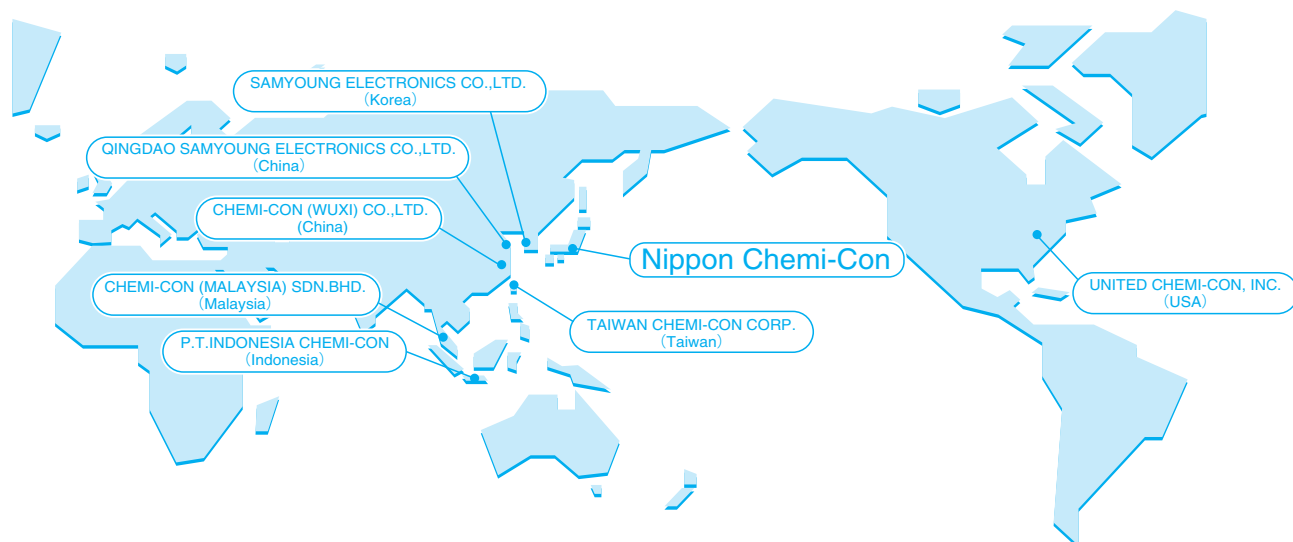 SAMYOUNG ELECTRONICS CO.,LTD.
（Korea）
QINGDAO SAMYOUNG ELECTRONICS CO.,LTD.
（China）
CHEMI-CON (WUXI) CO.,LTD.
(China)
Nippon Chemi-Con
CHEMI-CON (MALAYSIA) SDN.BHD.
（Malaysia）
UNITED CHEMI-CON, INC.
（USA）
TAIWAN CHEMI-CON CORP.
（Taiwan）
P.T.INDONESIA CHEMI-CON
（Indonesia）